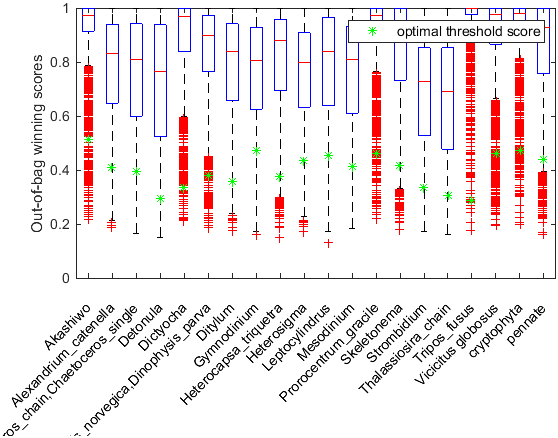 1
0.8
0.6
0.4
0.2
0
Out-of-bag winning scores
optimal threshold score
Akashiwo
Alexandrium_catenella
ros_chain,Chaetoceros_single
Detonula
Dictyocha
norvegica,Dinophysis_parva
Ditylum
Gymnodinium
Heterocapsa_triquetra
Heterosigma
Leptocylindrus
Mesodinium
Prorocentrum_gracile
Skeletonema
Strombidium
Thalassiosira_chain
Tripos_fusus
Vicicitus globosus
cryptophyta
pennate